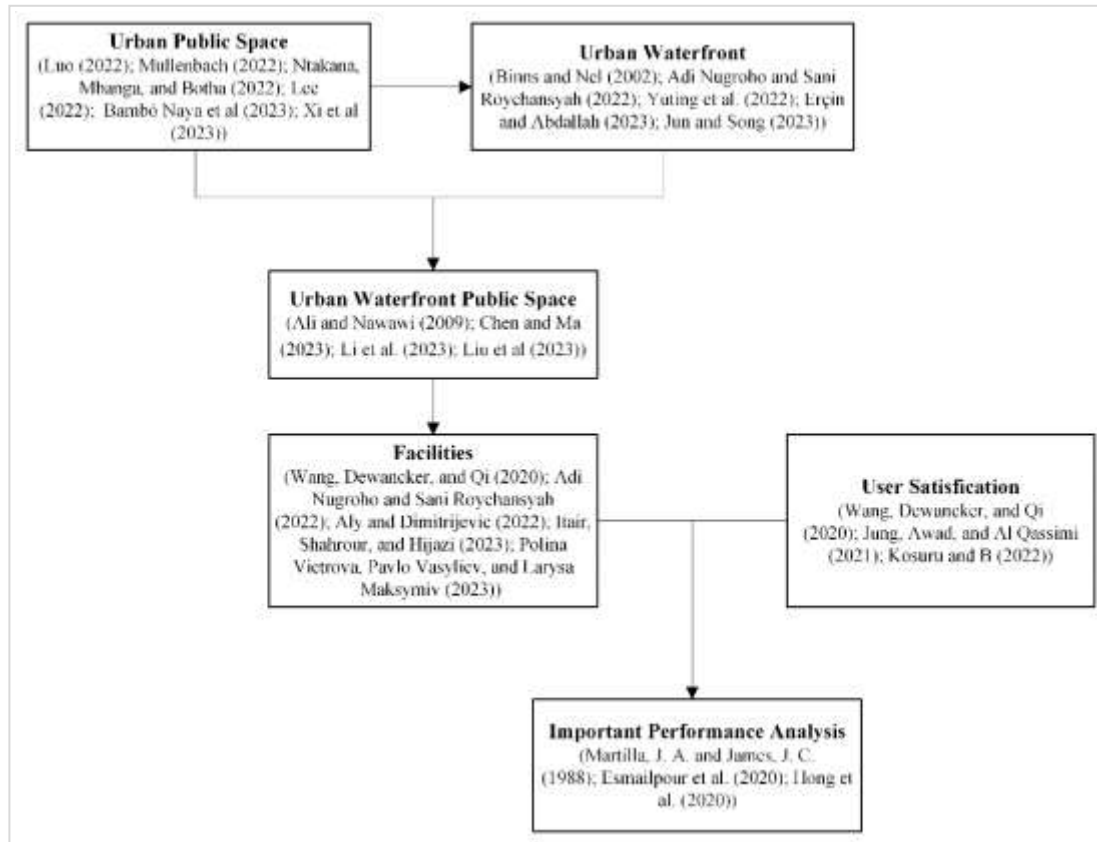 Urban Public Space
(Luo (2022); Mullenbach (2022); Ntakana,
Mbanga, and Botha (2022); Lee
(2022); Bambó Naya et al (2023); Xi et al
(2023))
Urban Waterfront
(Binns and Nel (2002); Adi Nugroho and Sani
Roychansyah (2022); Yuting et al. (2022); Erçin
and Abdallah (2023); Jun and Song (2023))
Urban Waterfront Public Space
(Ali and Nawawi (2009); Chen and Ma
(2023); Li et al. (2023); Liu et al (2023))
Facilities
(Wang, Dewancker, and Qi (2020); Adi
Nugroho and Sani Roychansyah
(2022); Aly and Dimitrijevic (2022); Itair,
Shahrour, and Hijazi (2023); Polina
Vietrova, Pavlo Vasyliev, and Larysa
Maksymiv (2023))
User Satisfication
(Wang, Dewancker, and Qi
(2020); Jung, Awad, and Al Qassimi
(2021); Kosuru and B (2022))
Important Performance Analysis
(Martilla, J. A. and James, J. C.
(1988); Esmailpour et al. (2020); Hong et
al. (2020))